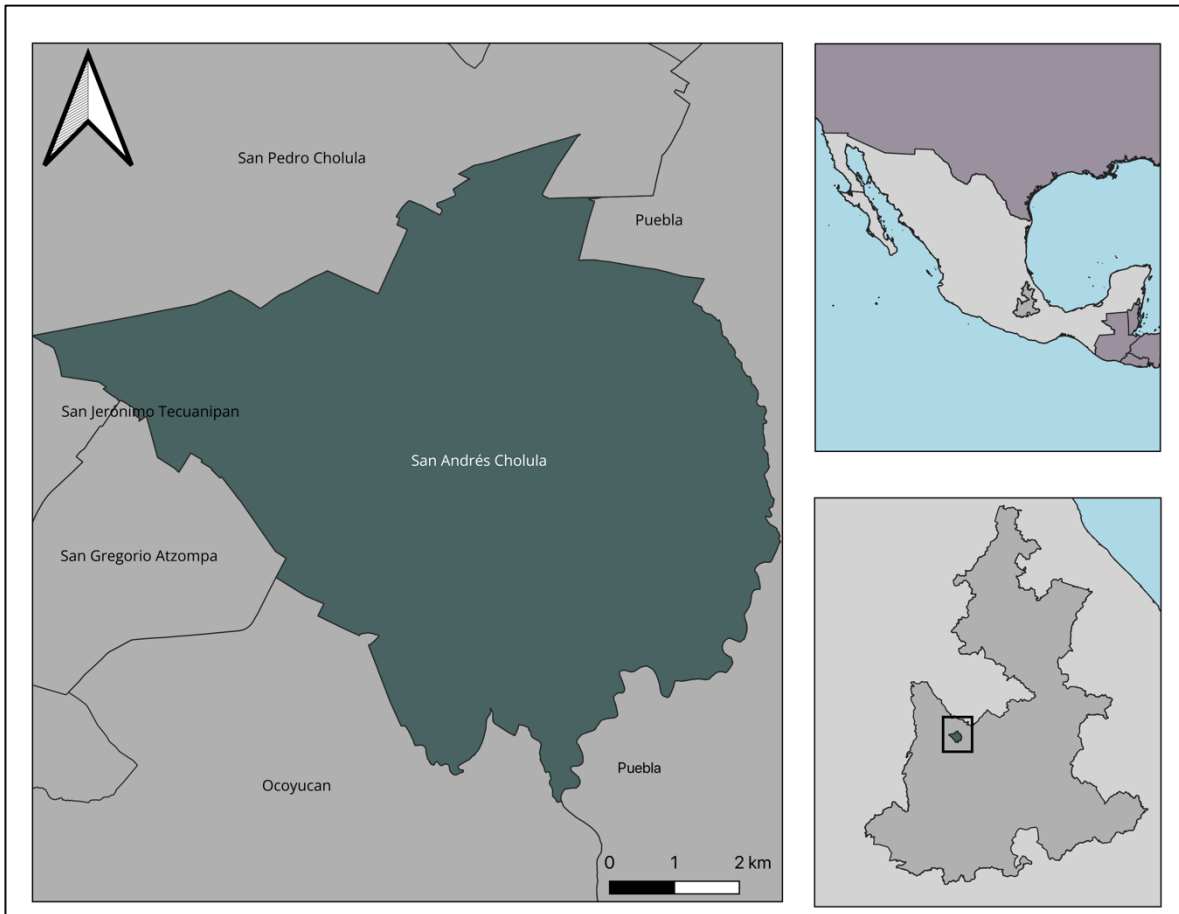 San Pedro Cholula
Puebla
San Jerónimo Tecuanipan
San Andrés Cholula
San Gregorio Atzompa
Puebla
Ocoyucan
0 1 2 km